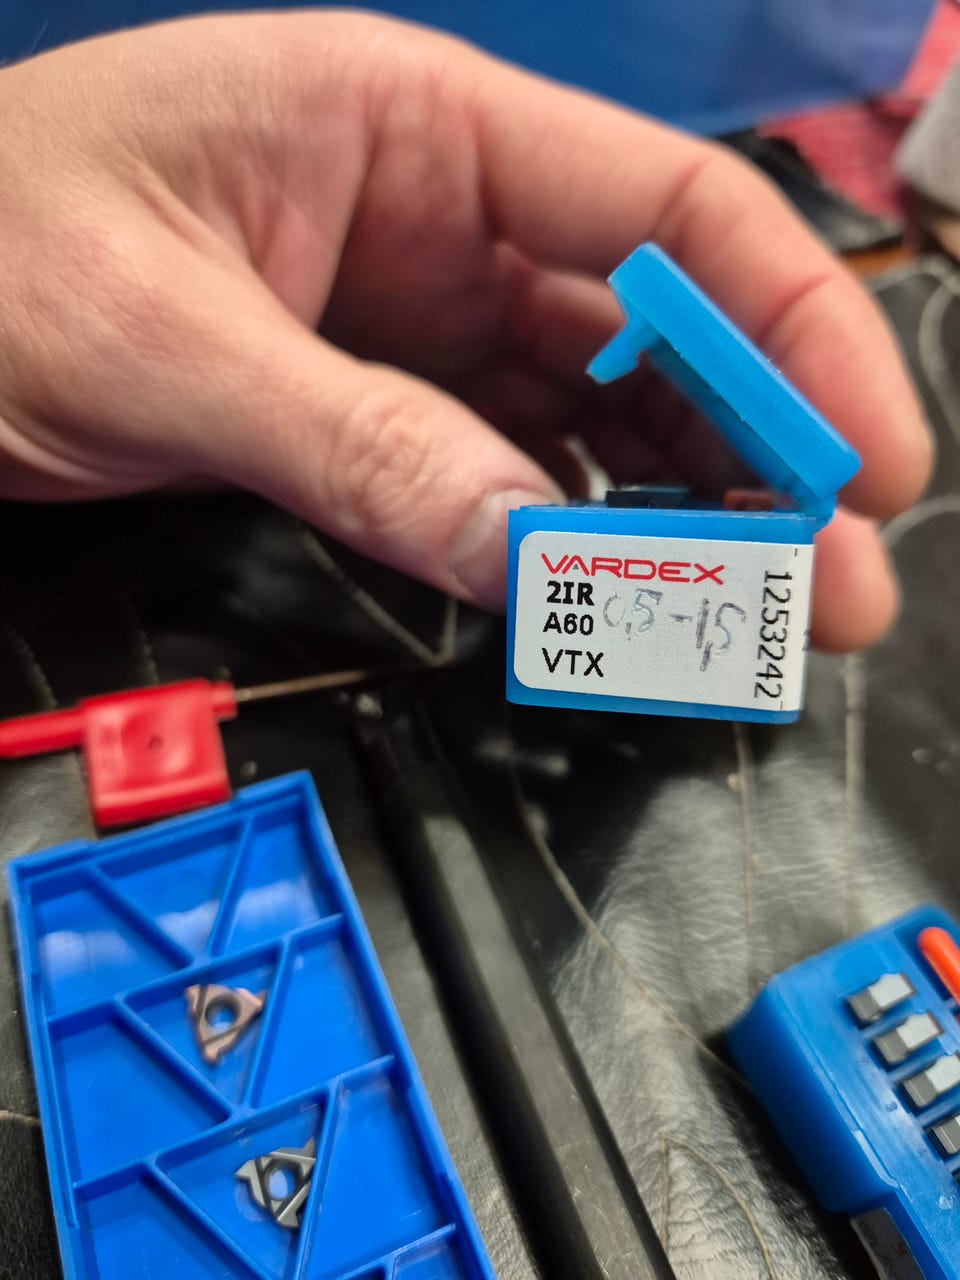 VARDEX
2IR
A60 0,5-1,5
VTX
1253242